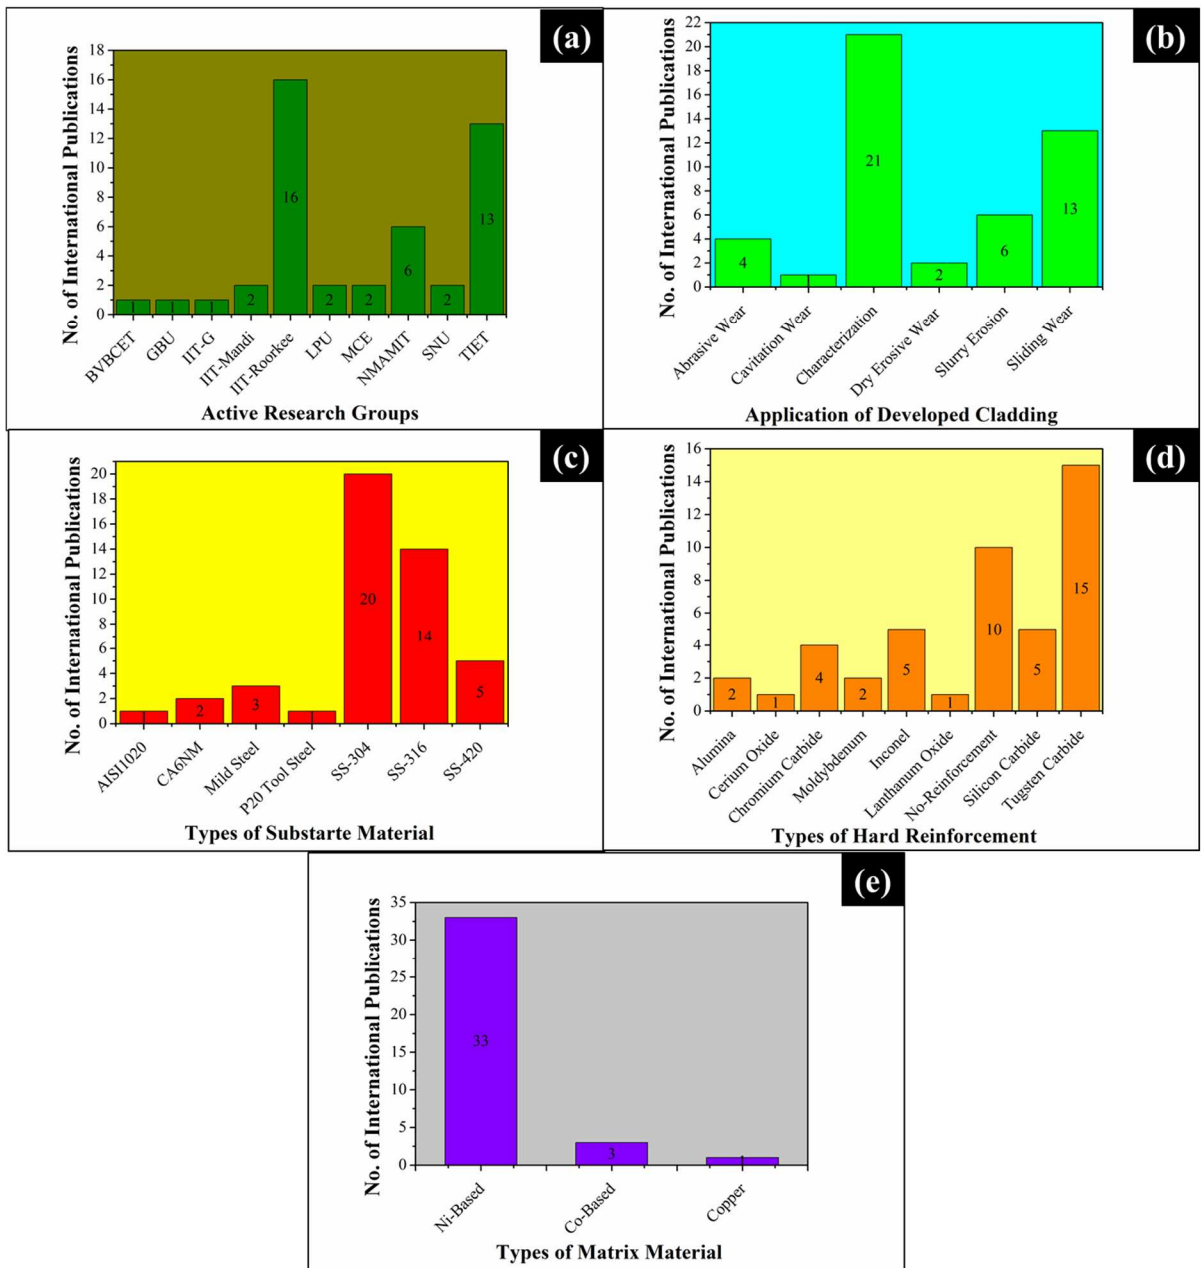 (a)
No. of International Publications
18
16
14
12
10
8
6
4
2
0
1
1
1
2
16
2
2
6
2
13
BVBCET
GBU
IIT-G
IIT-Mandi
IIT-Roorkee
LPU
MCE
NMAMIT
SNU
TIET
Active Research Groups
(b)
No. of International Publications
22
20
18
16
14
12
10
8
6
4
2
0
4
1
21
2
6
13
Abrasive Wear
Cavitation Wear
Characterization
Dry Erosive Wear
Slurry Erosion
Sliding Wear
Application of Developed Cladding
(c)
No. of International Publications
20
18
16
14
12
10
8
6
4
2
0
1
2
3
1
20
14
5
AISI1020
CA6NM
Mild Steel
P20 Tool Steel
SS-304
SS-316
SS-420
Types of Substarte Material
(d)
No. of International Publications
16
14
12
10
8
6
4
2
0
2
1
4
2
5
1
10
5
15
Alumina
Cerium Oxide
Chromium Carbide
Moldybdenum
Inconel
Lanthanum Oxide
No-Reinforcement
Silicon Carbide
Tugsten Carbide
Types of Hard Reinforcement
(e)
No. of International Publications
35
30
25
20
15
10
5
0
33
3
1
Ni-Based
Co-Based
Copper
Types of Matrix Material